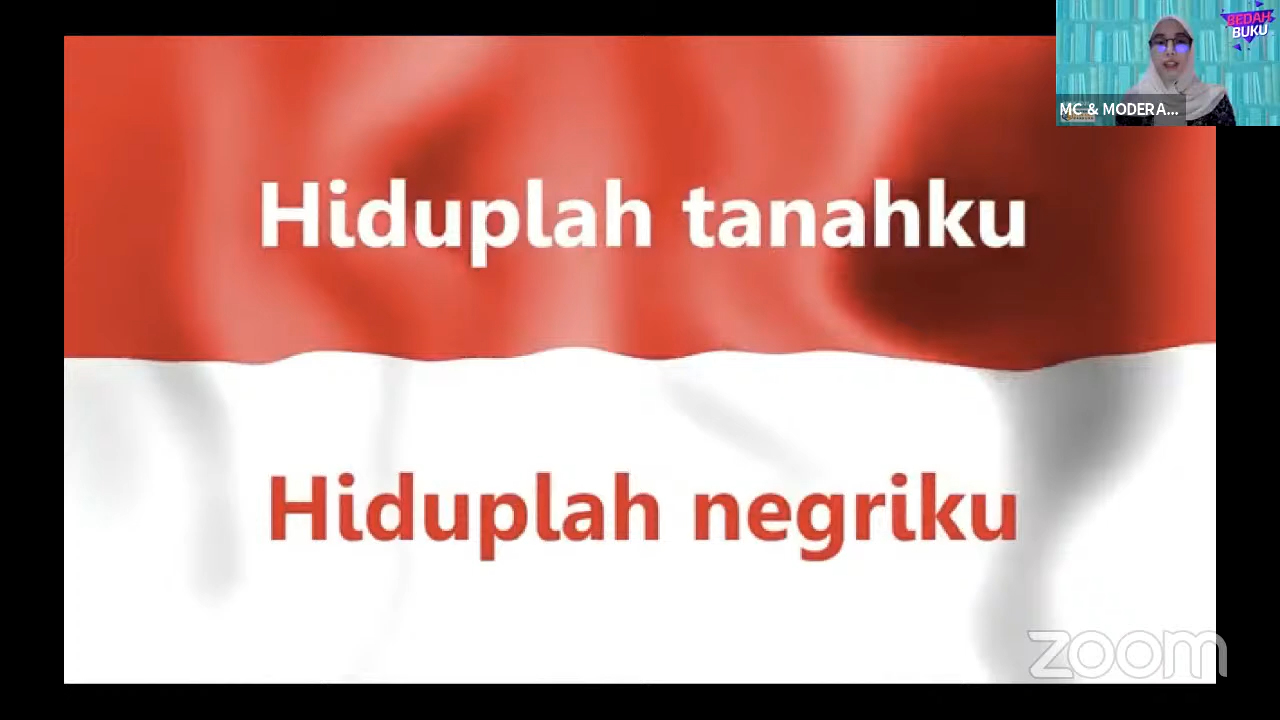 BEDAH
BUKU
MC & MODERA...
Hiduplah tanahku
Hiduplah negriku
zoom